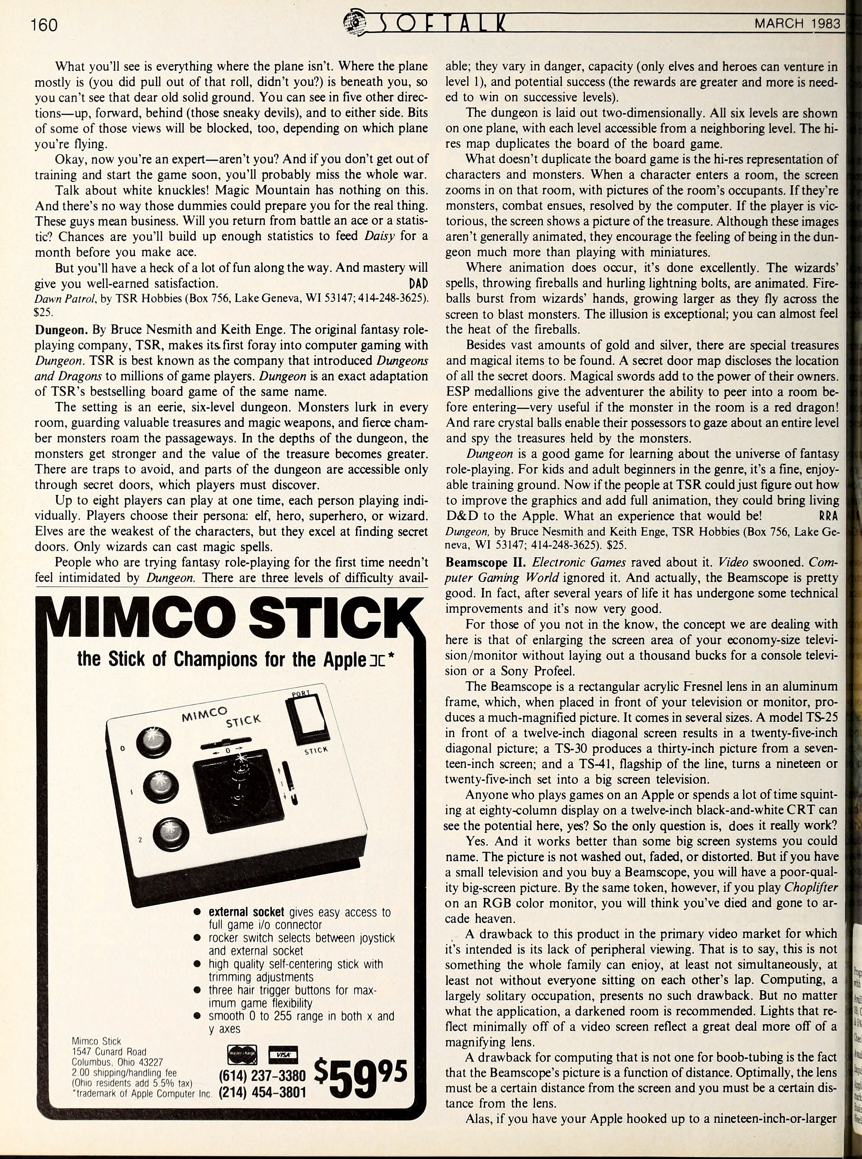 160
SOFTALK
MARCH 1983
What you'll see is everything where the plane isn't. Where the plane
mostly is (you did pull out of that roll, didn't you?) is beneath you, so
you can't see that dear old solid ground. You can see in five other direc-
tions—up, forward, behind (those sneaky devils), and to either side. Bits
of some of those views will be blocked, too, depending on which plane
you're flying.
Okay, now you're an expert—aren't you? And if you don't get out of
training and start the game soon, you'll probably miss the whole war.
Talk about white knuckles! Magic Mountain has nothing on this.
And there's no way those dummies could prepare you for the real thing.
These guys mean business. Will you return from battle an ace or a statis-
tic? Chances are you'll build up enough statistics to feed Daisy for a
month before you make ace.
But you'll have a heck of a lot of fun along the way. And mastery will
give you well-earned satisfaction. DAD
Dawn Patrol, by TSR Hobbies (Box 756, Lake Geneva, WI 53147; 414-248-3625).
$25.
Dungeon. By Bruce Nesmith and Keith Enge. The original fantasy role-
playing company, TSR, makes its first foray into computer gaming with
Dungeon. TSR is best known as the company that introduced Dungeons
and Dragons to millions of game players. Dungeon is an exact adaptation
of TSR's bestselling board game of the same name.
The setting is an eerie, six-level dungeon. Monsters lurk in every
room, guarding valuable treasures and magic weapons, and fierce cham-
ber monsters roam the passageways. In the depths of the dungeon, the
monsters get stronger and the value of the treasure becomes greater.
There are traps to avoid, and parts of the dungeon are accessible only
through secret doors, which players must discover.
Up to eight players can play at one time, each person playing indi-
vidually. Players choose their persona: elf, hero, superhero, or wizard.
Elves are the weakest of the characters, but they excel at finding secret
doors. Only wizards can cast magic spells.
People who are trying fantasy role-playing for the first time needn't
feel intimidated by Dungeon. There are three levels of difficulty avail-
MIMCO STICK
the Stick of Champions for the Apple ][*
MIMCO
STICK
PORT
STICK
0
1
2
0
● external socket gives easy access to
full game i/o connector
● rocker switch selects between joystick
and external socket
● high quality self-centering stick with
trimming adjustments
● three hair trigger buttons for max-
imum game flexibility
● smooth 0 to 255 range in both x and
y axes
Mimco Stick
1547 Cunard Road
Columbus, Ohio 43227
2.00 shipping/handling fee
(Ohio residents add 5.5% tax)
*trademark of Apple Computer Inc.
VISA
(614) 237-3380
(214) 454-3801
$59.95
able; they vary in danger, capacity (only elves and heroes can venture in
level 1), and potential success (the rewards are greater and more is need-
ed to win on successive levels).
The dungeon is laid out two-dimensionally. All six levels are shown
on one plane, with each level accessible from a neighboring level. The hi-
res map duplicates the board of the board game.
What doesn't duplicate the board game is the hi-res representation of
characters and monsters. When a character enters a room, the screen
zooms in on that room, with pictures of the room's occupants. If they're
monsters, combat ensues, resolved by the computer. If the player is vic-
torious, the screen shows a picture of the treasure. Although these images
aren't generally animated, they encourage the feeling of being in the dun-
geon much more than playing with miniatures.
Where animation does occur, it's done excellently. The wizards'
spells, throwing fireballs and hurling lightning bolts, are animated. Fire-
balls burst from wizards' hands, growing larger as they fly across the
screen to blast monsters. The illusion is exceptional; you can almost feel
the heat of the fireballs.
Besides vast amounts of gold and silver, there are special treasures
and magical items to be found. A secret door map discloses the location
of all the secret doors. Magical swords add to the power of their owners.
ESP medallions give the adventurer the ability to peer into a room be-
fore entering—very useful if the monster in the room is a red dragon!
And rare crystal balls enable their possessors to gaze about an entire level
and spy the treasures held by the monsters.
Dungeon is a good game for learning about the universe of fantasy
role-playing. For kids and adult beginners in the genre, it's a fine, enjoy-
able training ground. Now if the people at TSR could just figure out how
to improve the graphics and add full animation, they could bring living
D&D to the Apple. What an experience that would be! RRA
Dungeon, by Bruce Nesmith and Keith Enge, TSR Hobbies (Box 756, Lake Ge-
neva, WI 53147; 414-248-3625). $25.
Beamscope II. Electronic Games raved about it. Video swooned. Com-
puter Gaming World ignored it. And actually, the Beamscope is pretty
good. In fact, after several years of life it has undergone some technical
improvements and it's now very good.
For those of you not in the know, the concept we are dealing with
here is that of enlarging the screen area of your economy-size televi-
sion/monitor without laying out a thousand bucks for a console televi-
sion or a Sony Profeel.
The Beamscope is a rectangular acrylic Fresnel lens in an aluminum
frame, which, when placed in front of your television or monitor, pro-
duces a much-magnified picture. It comes in several sizes. A model TS-25
in front of a twelve-inch diagonal screen results in a twenty-five-inch
diagonal picture; a TS-30 produces a thirty-inch picture from a seven-
teen-inch screen; and a TS-41, flagship of the line, turns a nineteen or
twenty-five-inch set into a big screen television.
Anyone who plays games on an Apple or spends a lot of time squint-
ing at eighty-column display on a twelve-inch black-and-white CRT can
see the potential here, yes? So the only question is, does it really work?
Yes. And it works better than some big screen systems you could
name. The picture is not washed out, faded, or distorted. But if you have
a small television and you buy a Beamscope, you will have a poor-qual-
ity big-screen picture. By the same token, however, if you play Choplifter
on an RGB color monitor, you will think you've died and gone to ar-
cade heaven.
A drawback to this product in the primary video market for which
it's intended is its lack of peripheral viewing. That is to say, this is not
something the whole family can enjoy, at least not simultaneously, at
least not without everyone sitting on each other's lap. Computing, a
largely solitary occupation, presents no such drawback. But no matter
what the application, a darkened room is recommended. Lights that re-
flect minimally off of a video screen reflect a great deal more off of a
magnifying lens.
A drawback for computing that is not one for boob-tubing is the fact
that the Beamscope's picture is a function of distance. Optimally, the lens
must be a certain distance from the screen and you must be a certain dis-
tance from the lens.
Alas, if you have your Apple hooked up to a nineteen-inch-or-larger